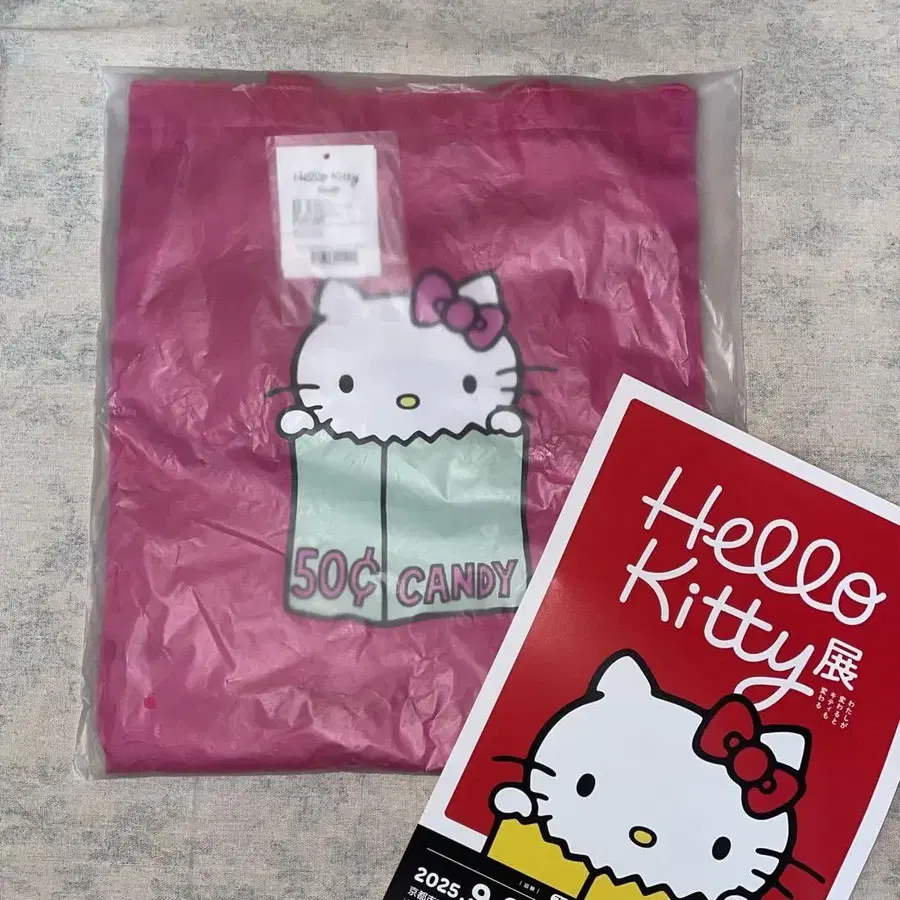 Hello Kitty
50¢ CANDY
Hello
Kitty展
わたしが
変わると
キティも
変わる
2025.9.